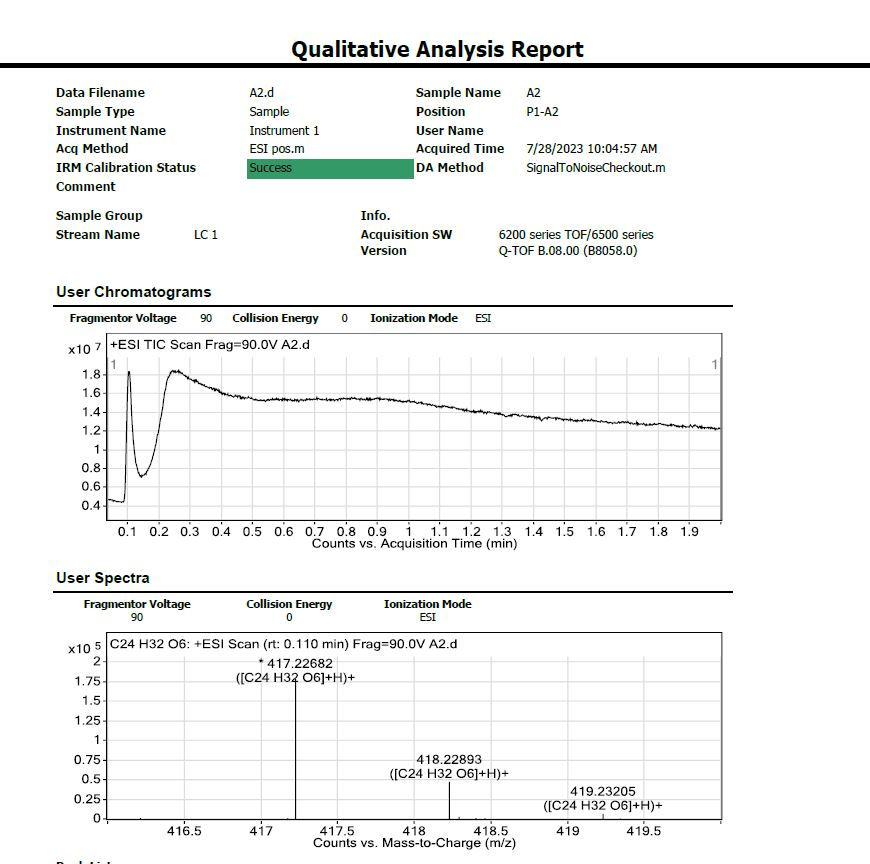 Qualitative Analysis Report
Data Filename A2.d Sample Name A2
Sample Type Sample Position P1-A2
Instrument Name Instrument 1 User Name
Acq Method ESI pos.m Acquired Time 7/28/2023 10:04:57 AM
IRM Calibration Status Success DA Method SignalToNoiseCheckout.m
Comment
Sample Group Info.
Stream Name LC 1 Acquisition SW 6200 series TOF/6500 series
Version Q-TOF B.08.00 (B8058.0)
User Chromatograms
Fragmentor Voltage 90 Collision Energy 0 Ionization Mode ESI
x10 7 +ESI TIC Scan Frag=90.0V A2.d
1 1
1.8
1.6
1.4
1.2
1
0.8
0.6
0.4
0.1 0.2 0.3 0.4 0.5 0.6 0.7 0.8 0.9 1 1.1 1.2 1.3 1.4 1.5 1.6 1.7 1.8 1.9
Counts vs. Acquisition Time (min)
User Spectra
Fragmentor Voltage Collision Energy Ionization Mode
90 0 ESI
x10 5 C24 H32 O6: +ESI Scan (rt: 0.110 min) Frag=90.0V A2.d
2 * 417.22682
([C24 H32 O6]+H)+
1.75
1.5
1.25
1
0.75 418.22893
([C24 H32 O6]+H)+
0.5
419.23205
0.25 ([C24 H32 O6]+H)+
0
416.5 417 417.5 418 418.5 419 419.5
Counts vs. Mass-to-Charge (m/z)